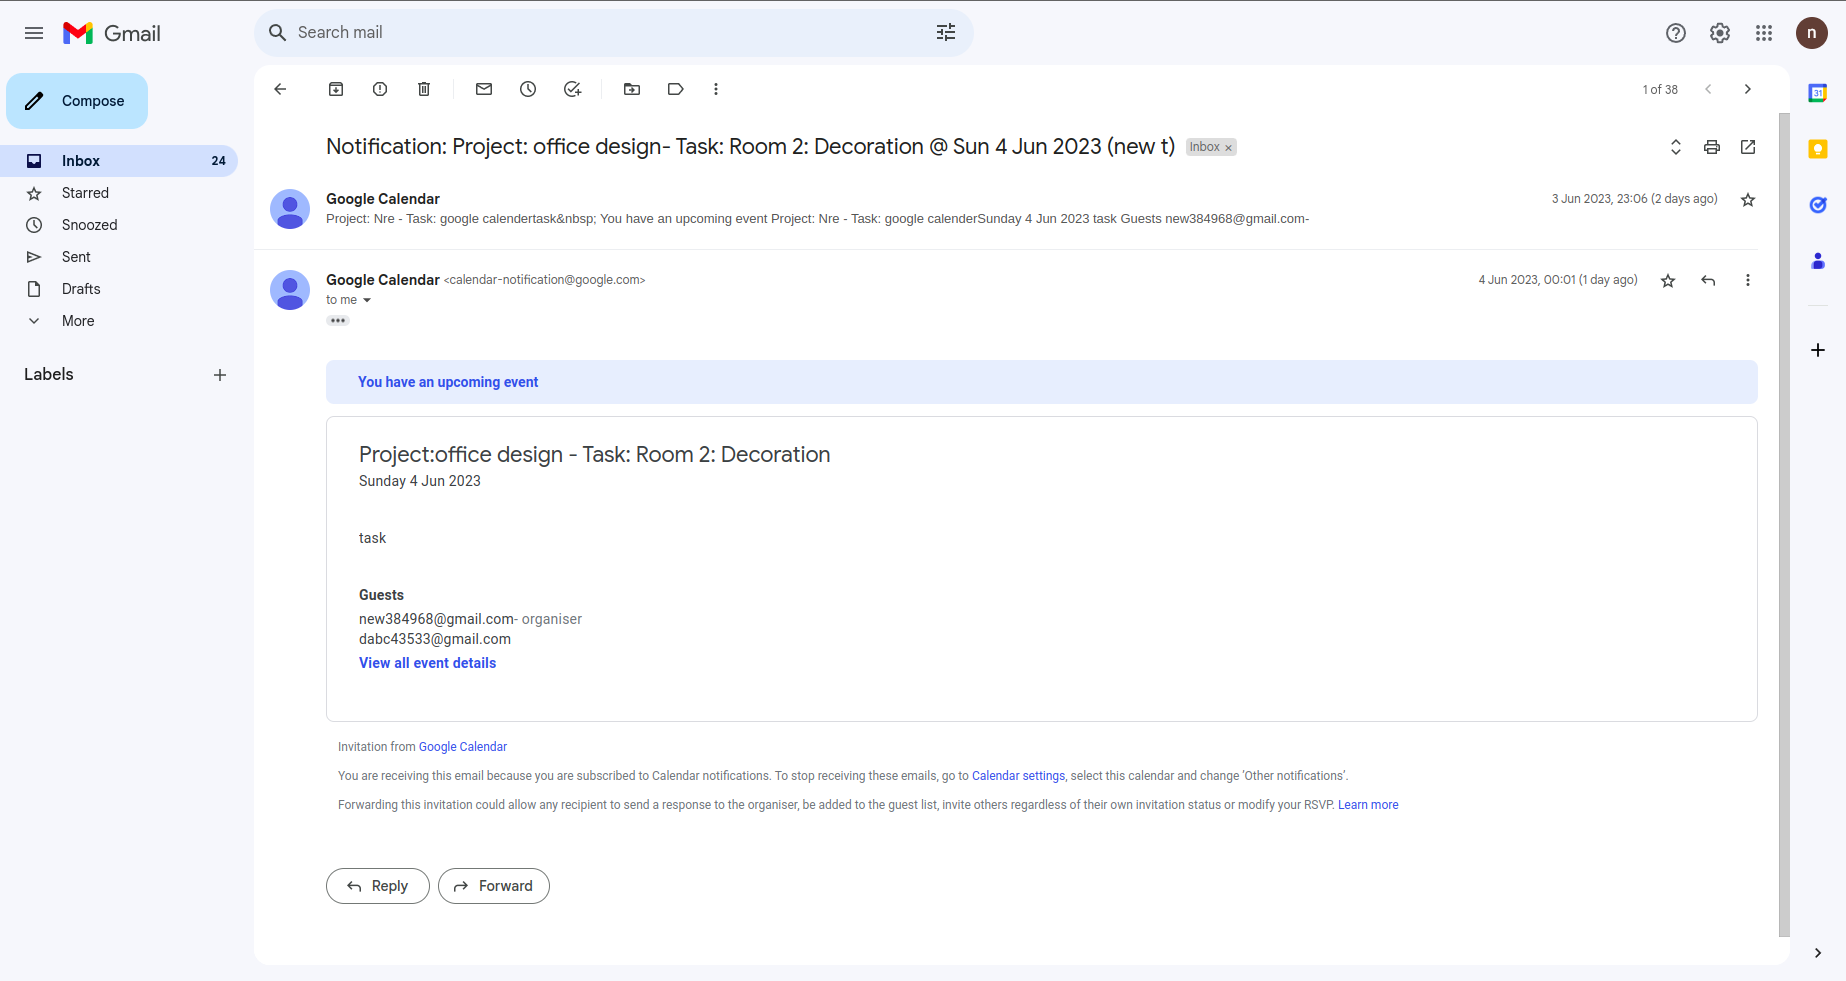 Gmail
Search mail
n
Compose
1 of 38
31
Inbox 24
Starred
Snoozed
Sent
Drafts
More
Labels
Notification: Project: office design- Task: Room 2: Decoration @ Sun 4 Jun 2023 (new t) Inbox ×
Google Calendar 3 Jun 2023, 23:06 (2 days ago)
Project: Nre - Task: google calendertask&nbsp; You have an upcoming event Project: Nre - Task: google calenderSunday 4 Jun 2023 task Guests new384968@gmail.com-
Google Calendar <calendar-notification@google.com> 4 Jun 2023, 00:01 (1 day ago)
to me
You have an upcoming event
Project:office design - Task: Room 2: Decoration
Sunday 4 Jun 2023
task
Guests
new384968@gmail.com- organiser
dabc43533@gmail.com
View all event details
Invitation from Google Calendar
You are receiving this email because you are subscribed to Calendar notifications. To stop receiving these emails, go to Calendar settings, select this calendar and change 'Other notifications'.
Forwarding this invitation could allow any recipient to send a response to the organiser, be added to the guest list, invite others regardless of their own invitation status or modify your RSVP. Learn more
Reply
Forward